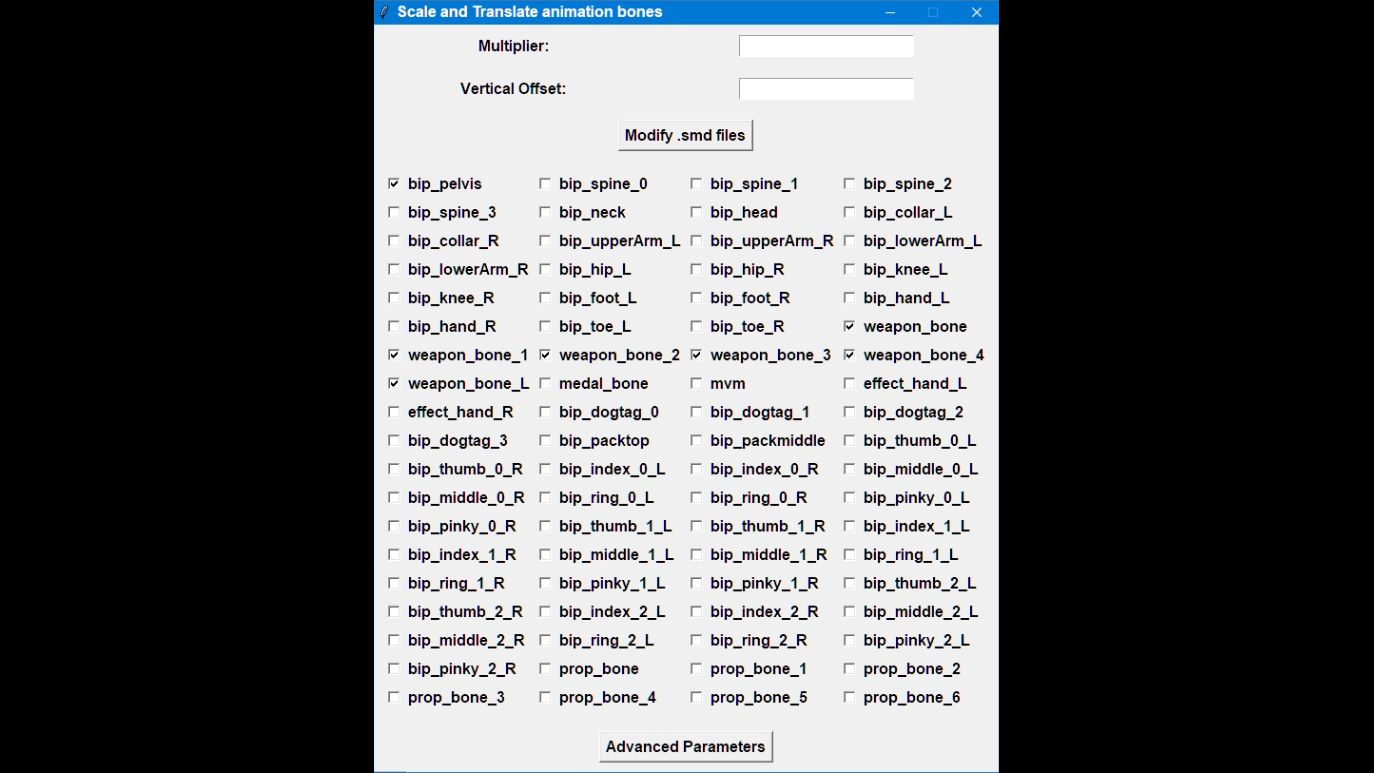 Scale and Translate animation bones
Multiplier:
Vertical Offset:
Modify .smd files
bip_pelvis bip_spine_0 bip_spine_1 bip_spine_2
bip_spine_3 bip_neck bip_head bip_collar_L
bip_collar_R bip_upperArm_L bip_upperArm_R bip_lowerArm_L
bip_lowerArm_R bip_hip_L bip_hip_R bip_knee_L
bip_knee_R bip_foot_L bip_foot_R bip_hand_L
bip_hand_R bip_toe_L bip_toe_R weapon_bone
weapon_bone_1 weapon_bone_2 weapon_bone_3 weapon_bone_4
weapon_bone_L medal_bone mvm effect_hand_L
effect_hand_R bip_dogtag_0 bip_dogtag_1 bip_dogtag_2
bip_dogtag_3 bip_packtop bip_packmiddle bip_thumb_0_L
bip_thumb_0_R bip_index_0_L bip_index_0_R bip_middle_0_L
bip_middle_0_R bip_ring_0_L bip_ring_0_R bip_pinky_0_L
bip_pinky_0_R bip_thumb_1_L bip_thumb_1_R bip_index_1_L
bip_index_1_R bip_middle_1_L bip_middle_1_R bip_ring_1_L
bip_ring_1_R bip_pinky_1_L bip_pinky_1_R bip_thumb_2_L
bip_thumb_2_R bip_index_2_L bip_index_2_R bip_middle_2_L
bip_middle_2_R bip_ring_2_L bip_ring_2_R bip_pinky_2_L
bip_pinky_2_R prop_bone prop_bone_1 prop_bone_2
prop_bone_3 prop_bone_4 prop_bone_5 prop_bone_6
Advanced Parameters